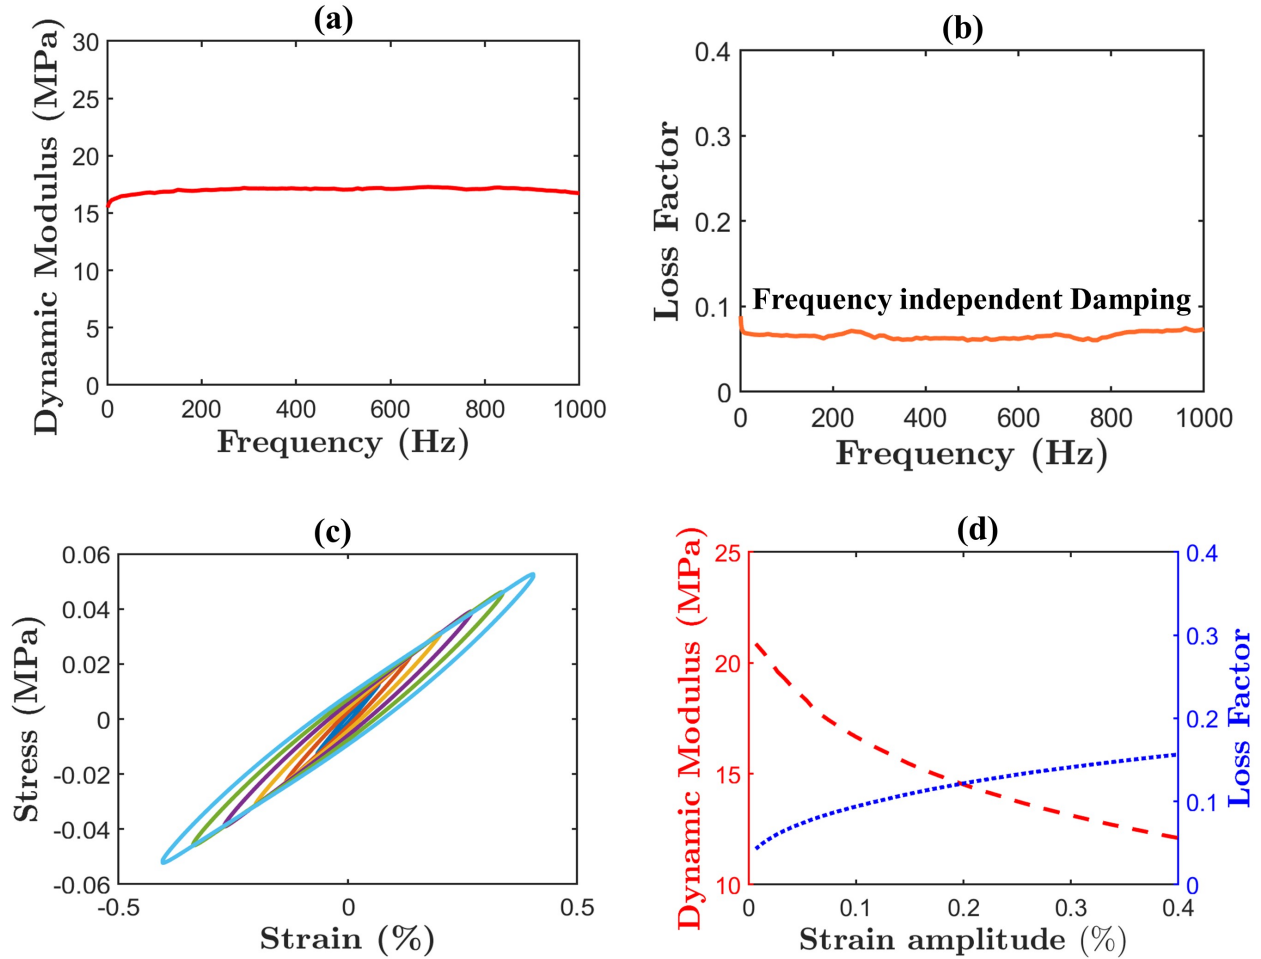 (a)
30
25
20
15
10
5
0
0 200 400 600 800 1000
Frequency (Hz)
Dynamic Modulus (MPa)
(b)
0.4
0.3
0.2
0.1
0
Frequency independent Damping
0 200 400 600 800 1000
Frequency (Hz)
Loss Factor
(c)
0.06
0.04
0.02
0
-0.02
-0.04
-0.06
-0.5 0 0.5
Strain (%)
Stress (MPa)
(d)
25
20
15
10
0.4
0.3
0.2
0.1
0
0 0.1 0.2 0.3 0.4
Strain amplitude (%)
Dynamic Modulus (MPa)
Loss Factor